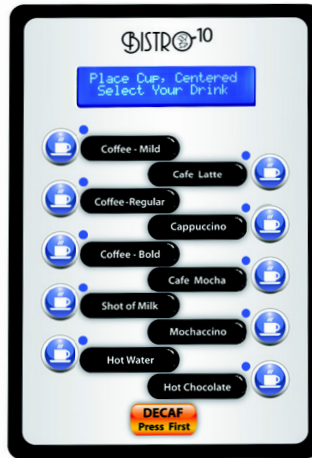 BISTRO-10
Place Cup, Centered
Select Your Drink
Coffee - Mild
Cafe Latte
Coffee-Regular
Cappuccino
Coffee - Bold
Cafe Mocha
Shot of Milk
Mochaccino
Hot Water
Hot Chocolate
DECAF
Press First